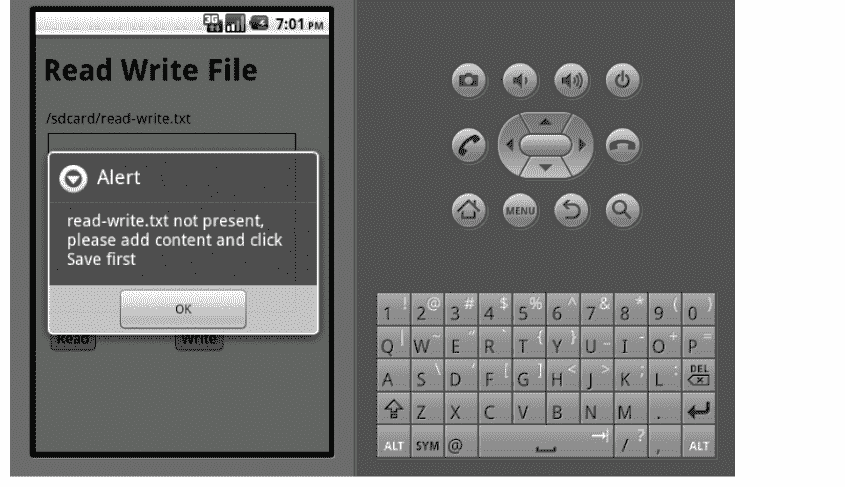 3G 7:01 PM
Read Write File
/sdcard/read-write.txt
Alert
read-write.txt not present,
please add content and click
Save first
OK
Read Write
MENU
1 ! 2 @ 3 # 4 $ 5 % 6 ^ 7 & 8 * 9 ( 0 )
Q | W ~ E " R ` T { Y } U _ I - O + P =
A S \ D ' F [ G ] H < J > K ; L : DEL
Z X C V B N M .
ALT SYM @ / ? , ALT